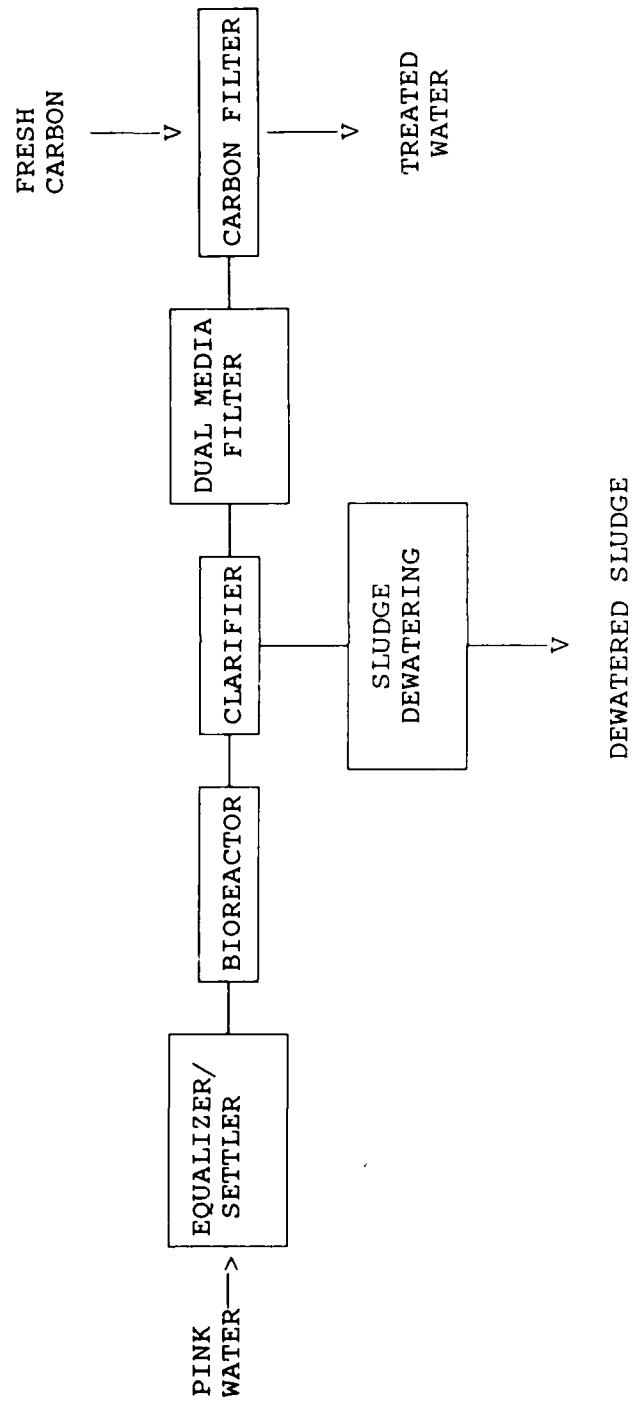 PINK
WATER—>
EQUALIZER/
SETTLER
BIOREACTOR
CLARIFIER
SLUDGE
DEWATERING
V
DEWATERED SLUDGE
DUAL MEDIA
FILTER
FRESH
CARBON
V
CARBON FILTER
V
TREATED
WATER